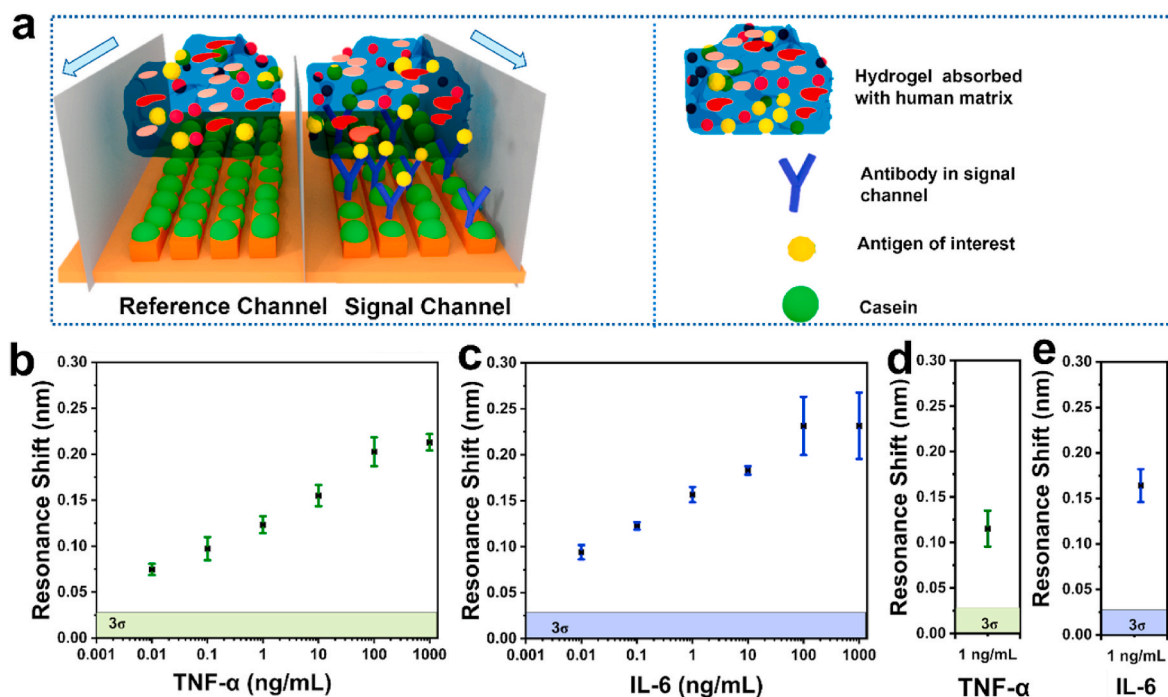 a
Reference Channel
Signal Channel
Hydrogel absorbed
with human matrix
Antibody in signal
channel
Antigen of interest
Casein
b
Resonance Shift (nm)
0.30
0.25
0.20
0.15
0.10
0.05
0.00
3σ
0.001 0.01 0.1 1 10 100 1000
TNF-α (ng/mL)
c
Resonance Shift (nm)
0.30
0.25
0.20
0.15
0.10
0.05
0.00
3σ
0.001 0.01 0.1 1 10 100 1000
IL-6 (ng/mL)
d
Resonance Shift (nm)
0.30
0.25
0.20
0.15
0.10
0.05
0.00
3σ
1 ng/mL
TNF-α
e
Resonance Shift (nm)
0.30
0.25
0.20
0.15
0.10
0.05
0.00
3σ
1 ng/mL
IL-6